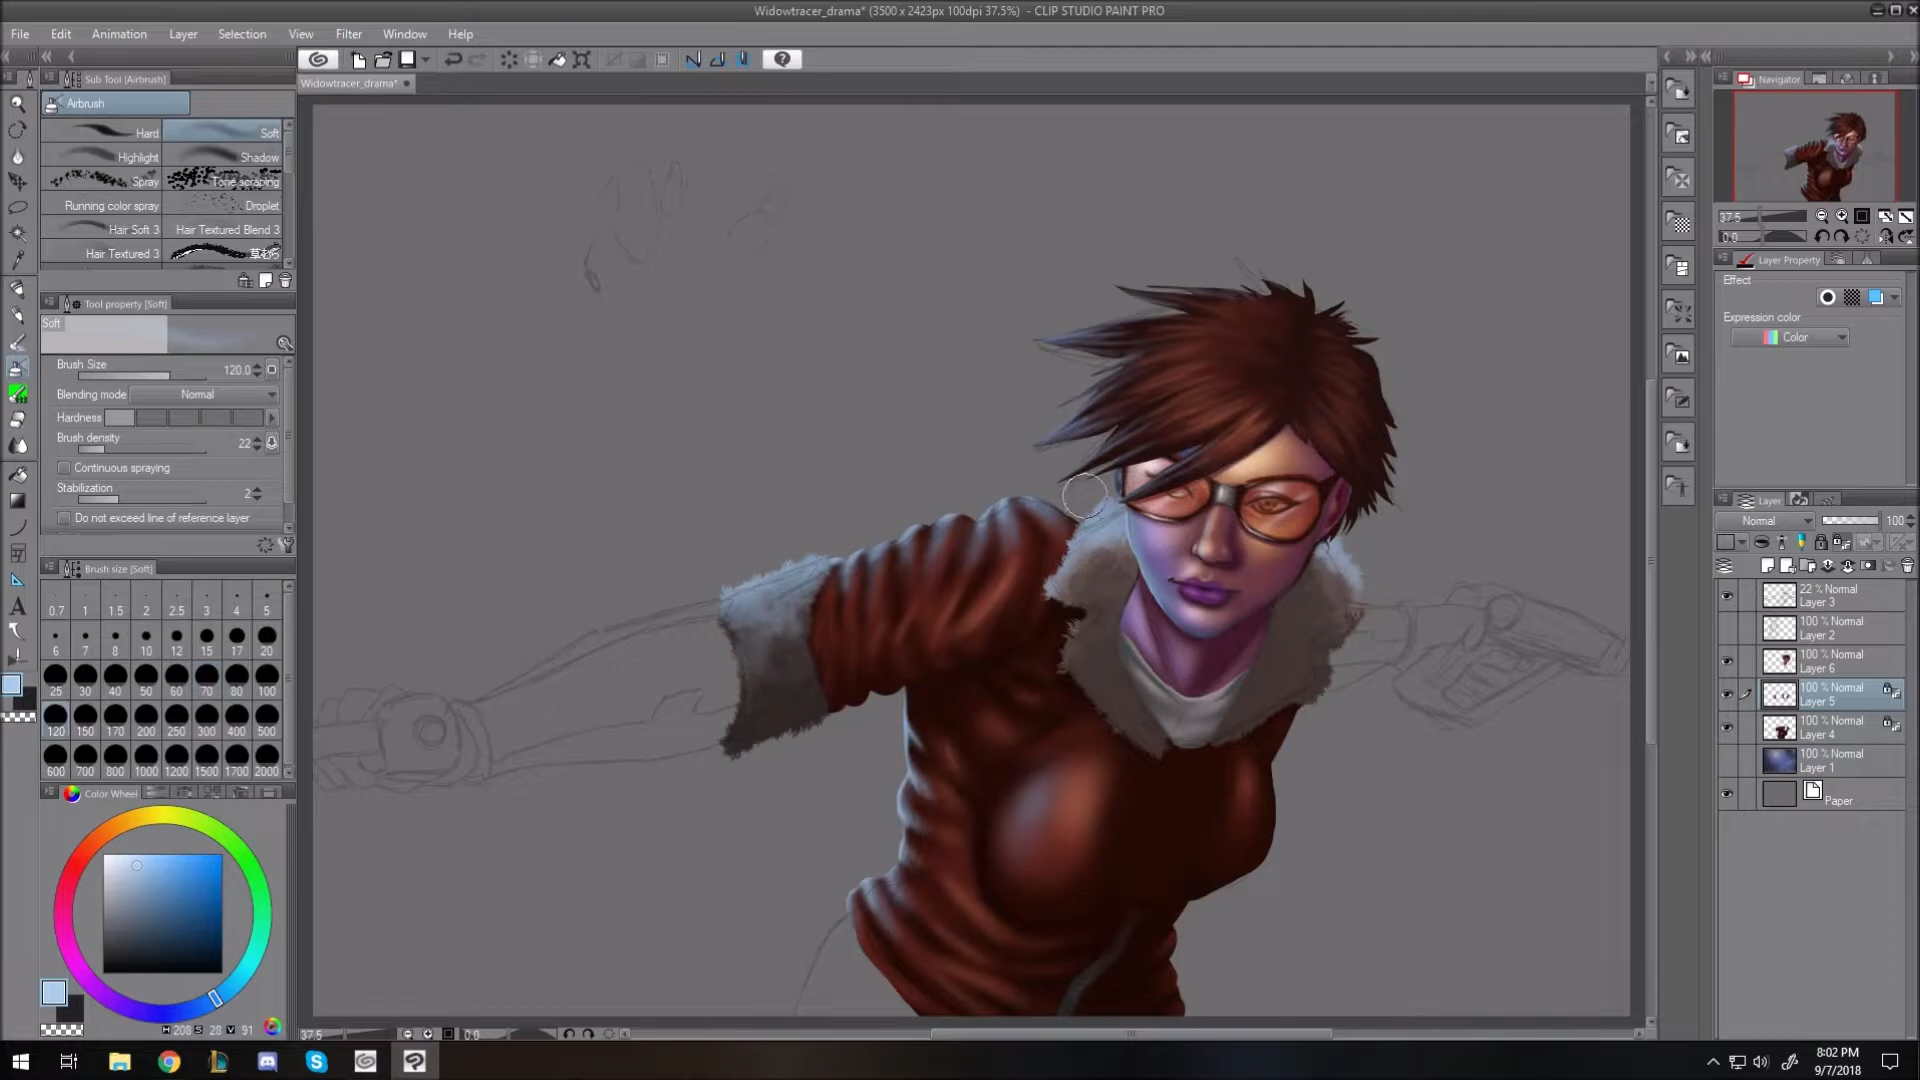 Widowtracer_drama* (3500 x 2423px 100dpi 37.5%) - CLIP STUDIO PAINT PRO
File Edit Animation Layer Selection View Filter Window Help
Sub Tool [Airbrush]
Airbrush
Hard Soft
Highlight Shadow
Spray Tone scraping
Running color spray Droplet
Hair Soft 3 Hair Textured Blend 3
Hair Textured 3
Tool property [Soft]
Soft
Brush Size 120.0
Blending mode Normal
Hardness
Brush density 22
Continuous spraying
Stabilization 2
Do not exceed line of reference layer
Brush size [Soft]
0.7 1 1.5 2 2.5 3 4 5
6 7 8 10 12 15 17 20
25 30 40 50 60 70 80 100
120 150 170 200 250 300 400 500
600 700 800 1000 1200 1500 1700 2000
Color Wheel
H 208 S 28 V 91
Widowtracer_drama*
37.5 0.0
Navigator
37.5
0.0
Layer Property
Effect
Expression color
Color
Layer
Normal 100
22 % Normal
Layer 3
100 % Normal
Layer 2
100 % Normal
Layer 6
100 % Normal
Layer 5
100 % Normal
Layer 4
100 % Normal
Layer 1
Paper
8:02 PM
9/7/2018